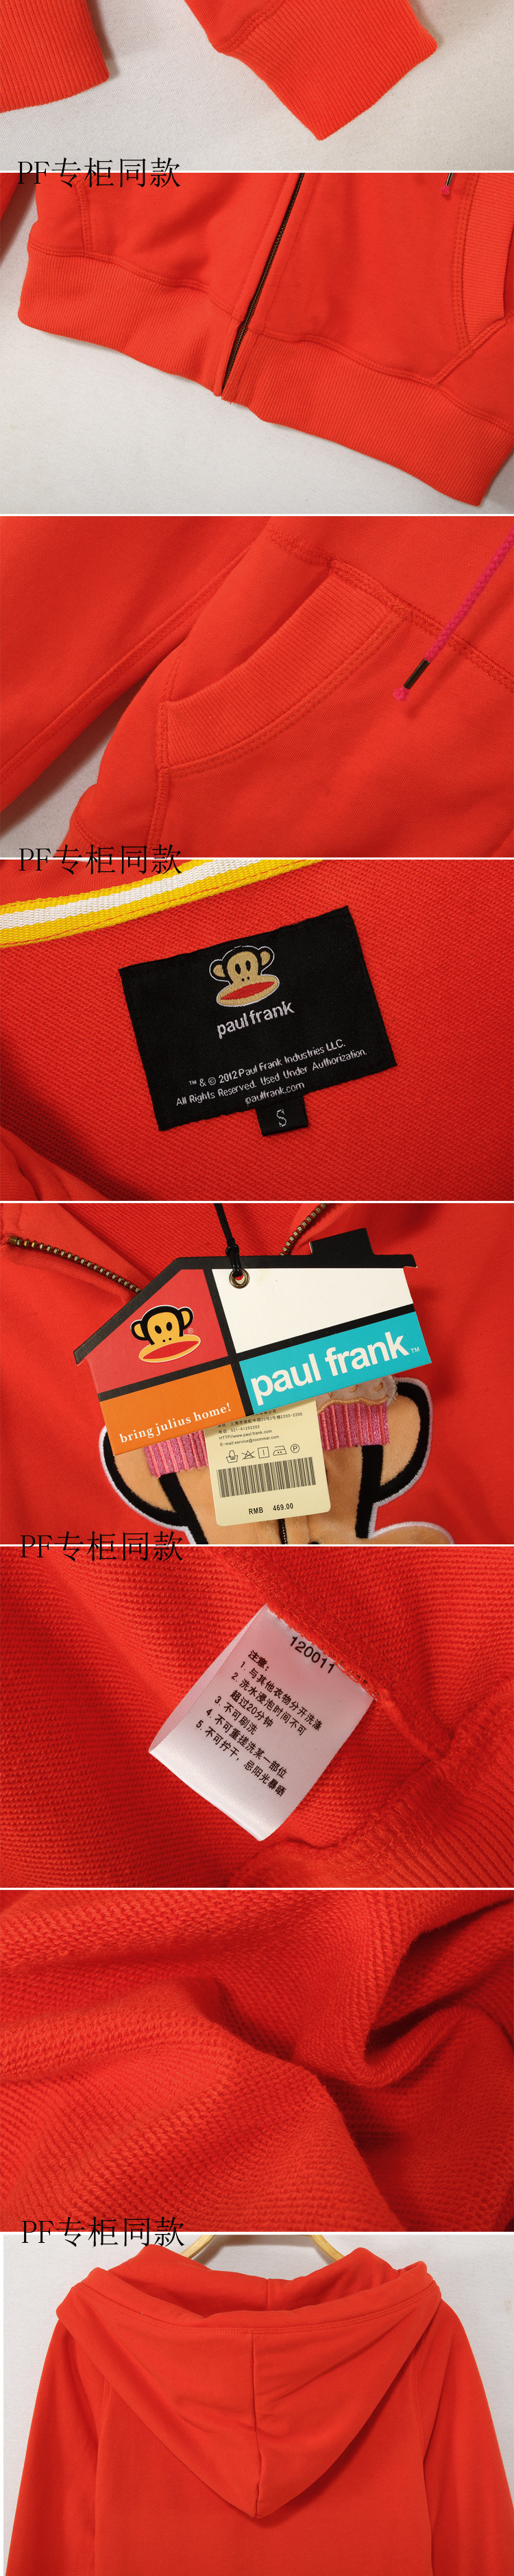 PF专柜同款
PF专柜同款
paul frank
™ & © 2012 Paul Frank Industries LLC.
All Rights Reserved. Used Under Authorization.
paulfrank.com
S
paul frank™
bring julius home!
HTTP://www.paul-frank.com
RMB 469.00
PF专柜同款
120011
注意：
1. 与其他衣物分开洗涤
2. 洗水浸泡时间不可
超过20分钟
3. 不可刷洗
4. 不可重搓洗某一部位
5. 不可拧干，忌阳光暴晒
PF专柜同款